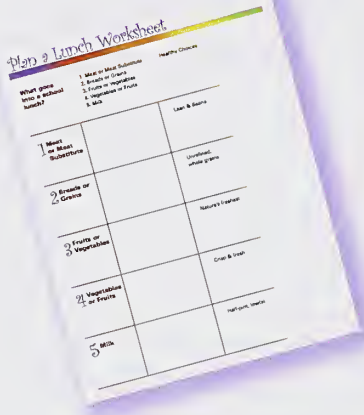 Plan a Lunch Worksheet
What goes
into a school
lunch?
1. Meat or Meat Substitute
2. Breads or Grains
3. Fruits or Vegetables
4. Vegetables or Fruits
5. Milk
Healthy Choices
1 Meat
or Meat
Substitute
Lean & Beans
2 Breads or
Grains
Unrefined,
whole grains
3 Fruits or
Vegetables
Nature's freshest
4 Vegetables
or Fruits
Crisp & fresh
5 Milk
Half-pint, lowfat